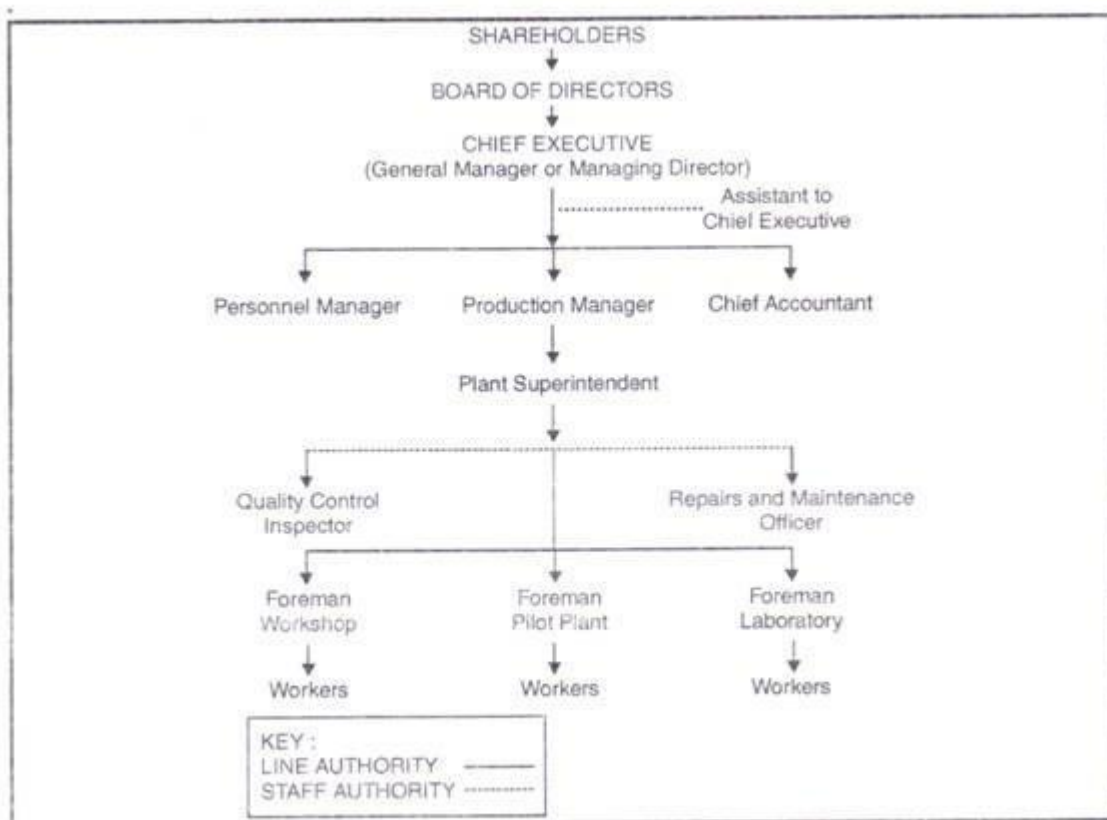 SHAREHOLDERS
BOARD OF DIRECTORS
CHIEF EXECUTIVE
(General Manager or Managing Director)
Assistant to
Chief Executive
Personnel Manager
Production Manager
Chief Accountant
Plant Superintendent
Quality Control
Inspector
Repairs and Maintenance
Officer
Foreman
Workshop
Foreman
Pilot Plant
Foreman
Laboratory
Workers
Workers
Workers
KEY :
LINE AUTHORITY
STAFF AUTHORITY